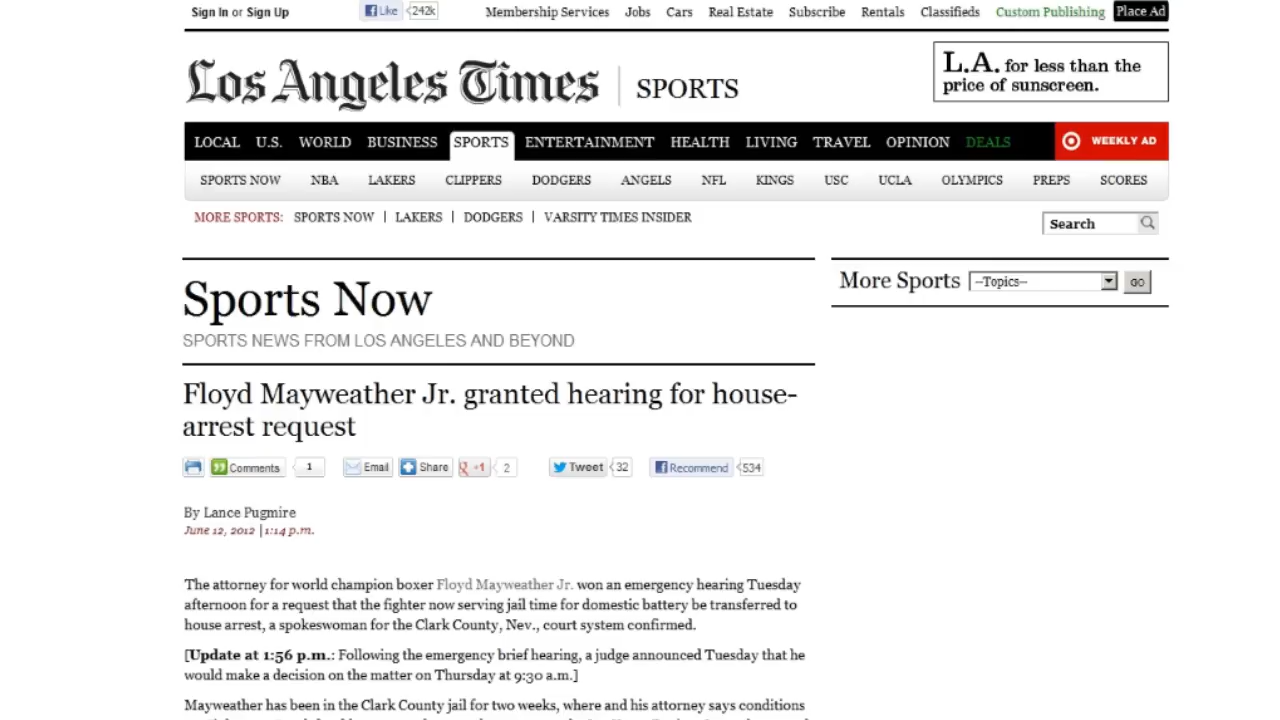 Sign In or Sign Up Like 242k Membership Services Jobs Cars Real Estate Subscribe Rentals Classifieds Custom Publishing Place Ad
Los Angeles Times | SPORTS
L.A. for less than the
price of sunscreen.
LOCAL U.S. WORLD BUSINESS SPORTS ENTERTAINMENT HEALTH LIVING TRAVEL OPINION DEALS WEEKLY AD
SPORTS NOW NBA LAKERS CLIPPERS DODGERS ANGELS NFL KINGS USC UCLA OLYMPICS PREPS SCORES
MORE SPORTS: SPORTS NOW | LAKERS | DODGERS | VARSITY TIMES INSIDER
Search
More Sports --Topics-- GO
Sports Now
SPORTS NEWS FROM LOS ANGELES AND BEYOND
Floyd Mayweather Jr. granted hearing for house-
arrest request
Comments 1 Email Share +1 2 Tweet 32 Recommend 534
By Lance Pugmire
June 12, 2012 | 1:14 p.m.
The attorney for world champion boxer Floyd Mayweather Jr. won an emergency hearing Tuesday
afternoon for a request that the fighter now serving jail time for domestic battery be transferred to
house arrest, a spokeswoman for the Clark County, Nev., court system confirmed.
[Update at 1:56 p.m.: Following the emergency brief hearing, a judge announced Tuesday that he
would make a decision on the matter on Thursday at 9:30 a.m.]
Mayweather has been in the Clark County jail for two weeks, where and his attorney says conditions